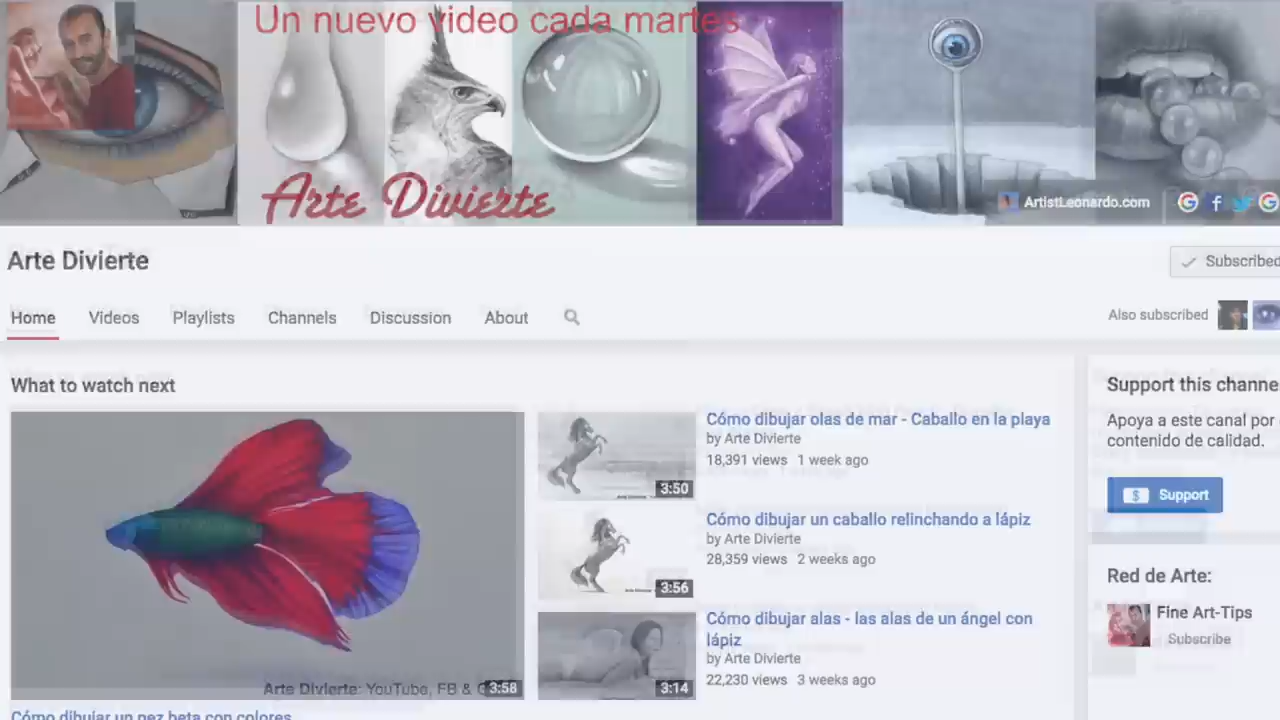 Un nuevo video cada martes
Arte Divierte
ArtistLeonardo.com
Arte Divierte
Subscribed
Home Videos Playlists Channels Discussion About
Also subscribed
What to watch next
Support this channe
Cómo dibujar olas de mar - Caballo en la playa
by Arte Divierte
18,391 views 1 week ago
3:50
Apoya a este canal por
contenido de calidad.
$ Support
Cómo dibujar un caballo relinchando a lápiz
by Arte Divierte
28,359 views 2 weeks ago
3:56
Red de Arte:
Fine Art-Tips
Subscribe
Cómo dibujar alas - las alas de un ángel con
lápiz
by Arte Divierte
22,230 views 3 weeks ago
3:14
Arte Divierte: YouTube, FB &
3:58
Cómo dibujar un pez beta con colores